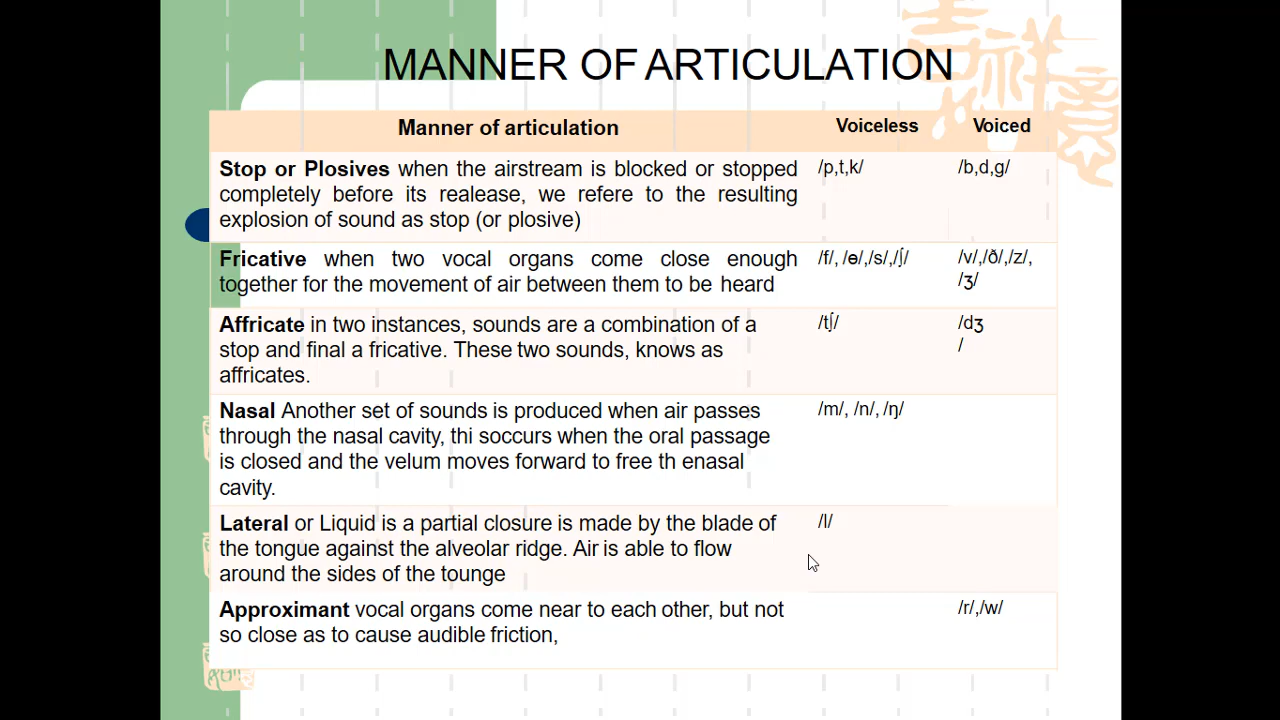 MANNER OF ARTICULATION
Manner of articulation Voiceless Voiced
Stop or Plosives when the airstream is blocked or stopped /p,t,k/ /b,d,g/
completely before its realease, we refere to the resulting
explosion of sound as stop (or plosive)
Fricative when two vocal organs come close enough /f/, /ɵ/,/s/,/ʃ/ /v/,/ð/,/z/,
together for the movement of air between them to be heard /ʒ/
Affricate in two instances, sounds are a combination of a /tʃ/ /dʒ
stop and final a fricative. These two sounds, knows as /
affricates.
Nasal Another set of sounds is produced when air passes /m/, /n/, /ŋ/
through the nasal cavity, thi soccurs when the oral passage
is closed and the velum moves forward to free th enasal
cavity.
Lateral or Liquid is a partial closure is made by the blade of /l/
the tongue against the alveolar ridge. Air is able to flow
around the sides of the tounge
Approximant vocal organs come near to each other, but not /r/,/w/
so close as to cause audible friction,